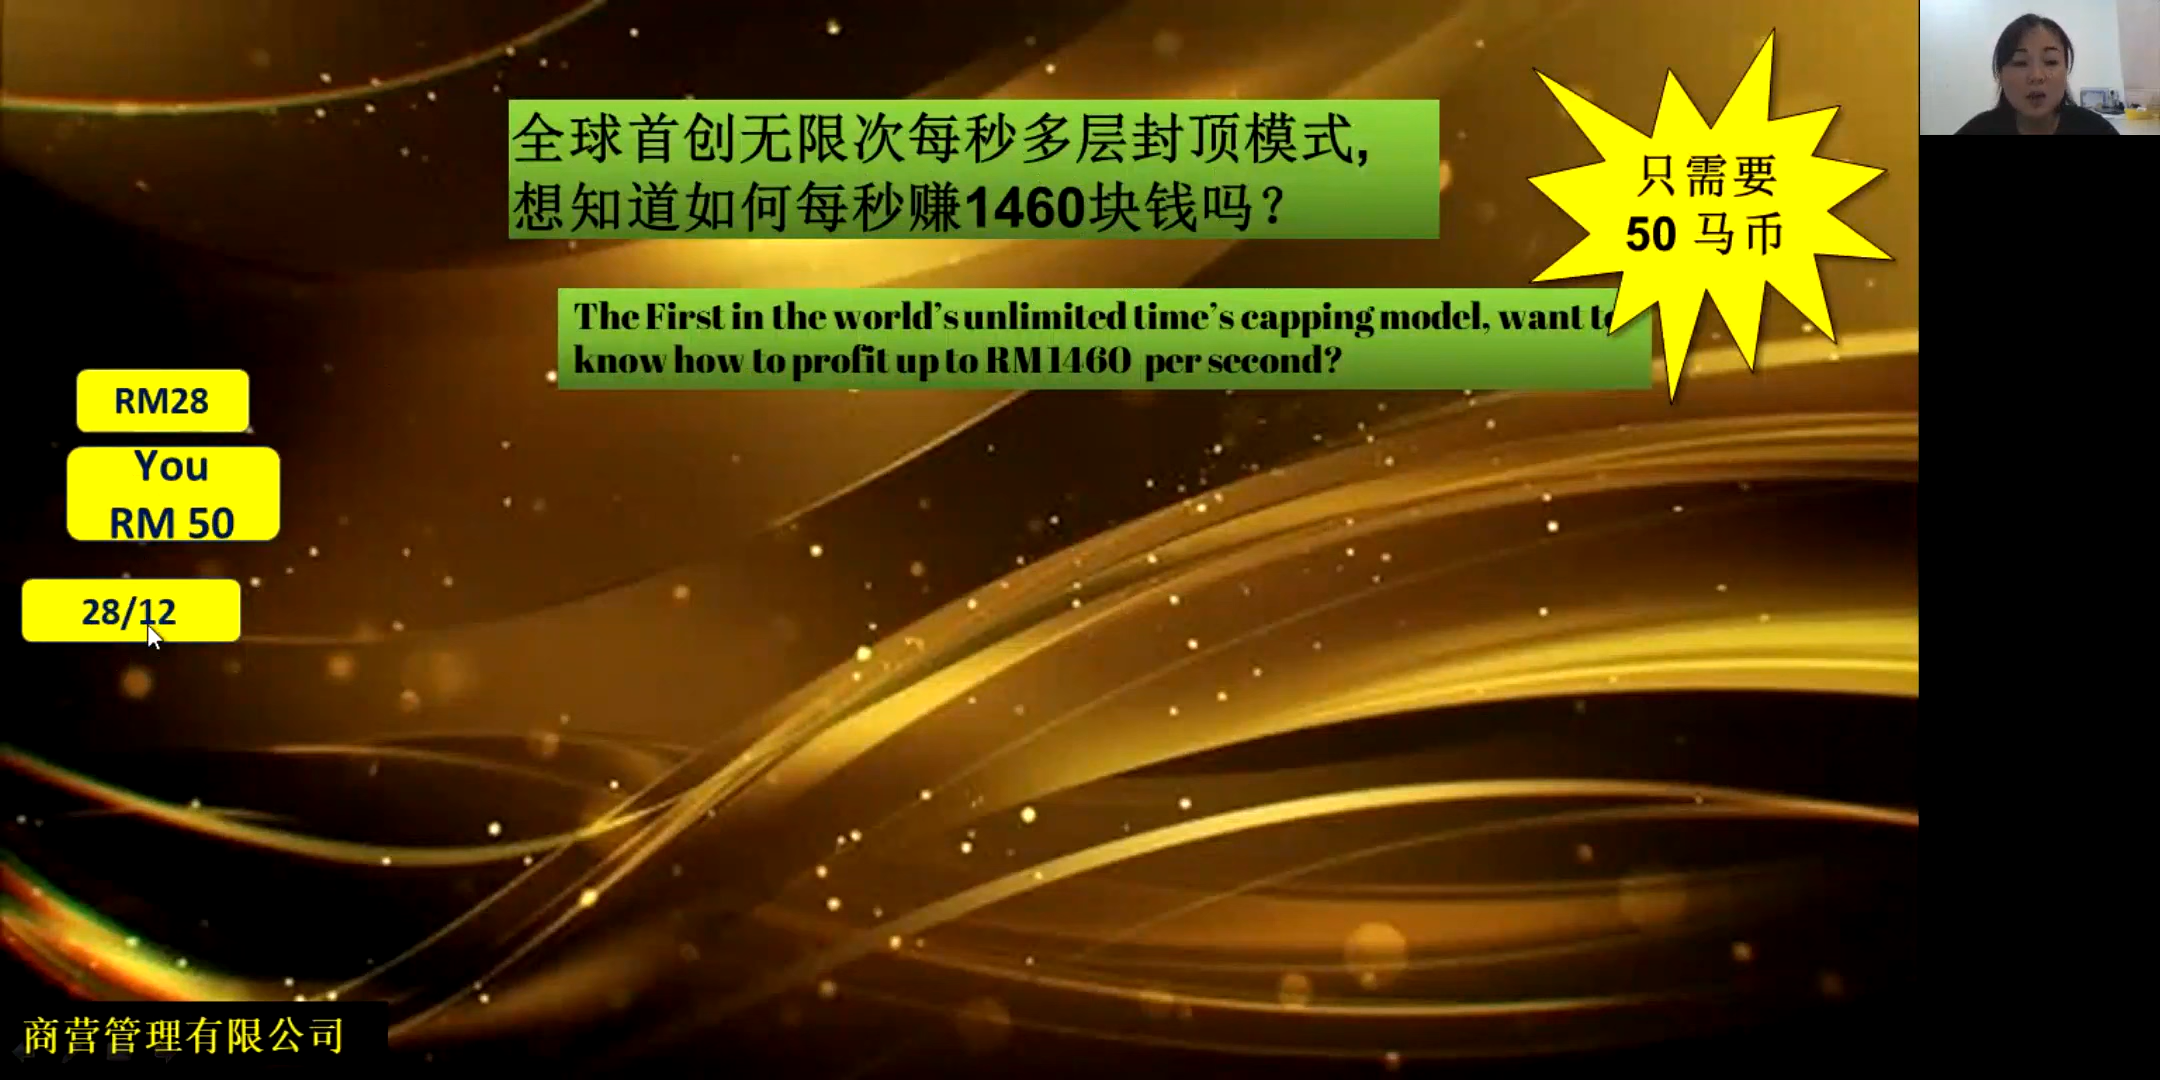 全球首创无限次每秒多层封顶模式,
想知道如何每秒赚1460块钱吗?
只需要
50 马币
The First in the world's unlimited time's capping model, want to
know how to profit up to RM1460 per second?
RM28
You
RM 50
28/12
商营管理有限公司